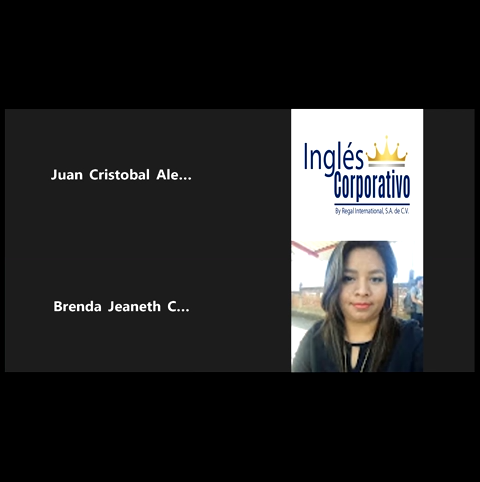 Juan Cristobal Ale...
Inglés
Corporativo
By Regal International, S.A. de C.V.
Brenda Jeaneth C...